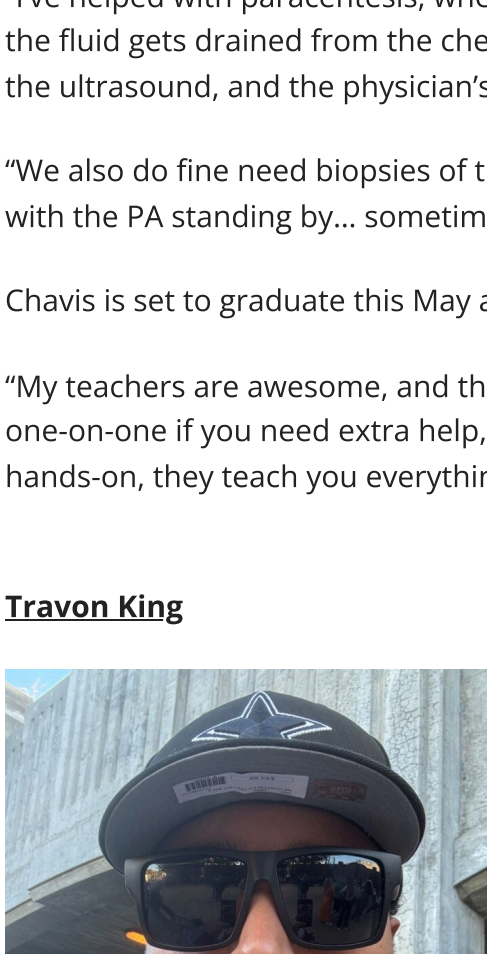 the fluid gets drained from the che
the ultrasound, and the physician’s
“We also do fine need biopsies of t
with the PA standing by... sometim
Chavis is set to graduate this May a
“My teachers are awesome, and th
one-on-one if you need extra help,
hands-on, they teach you everythin
Travon King